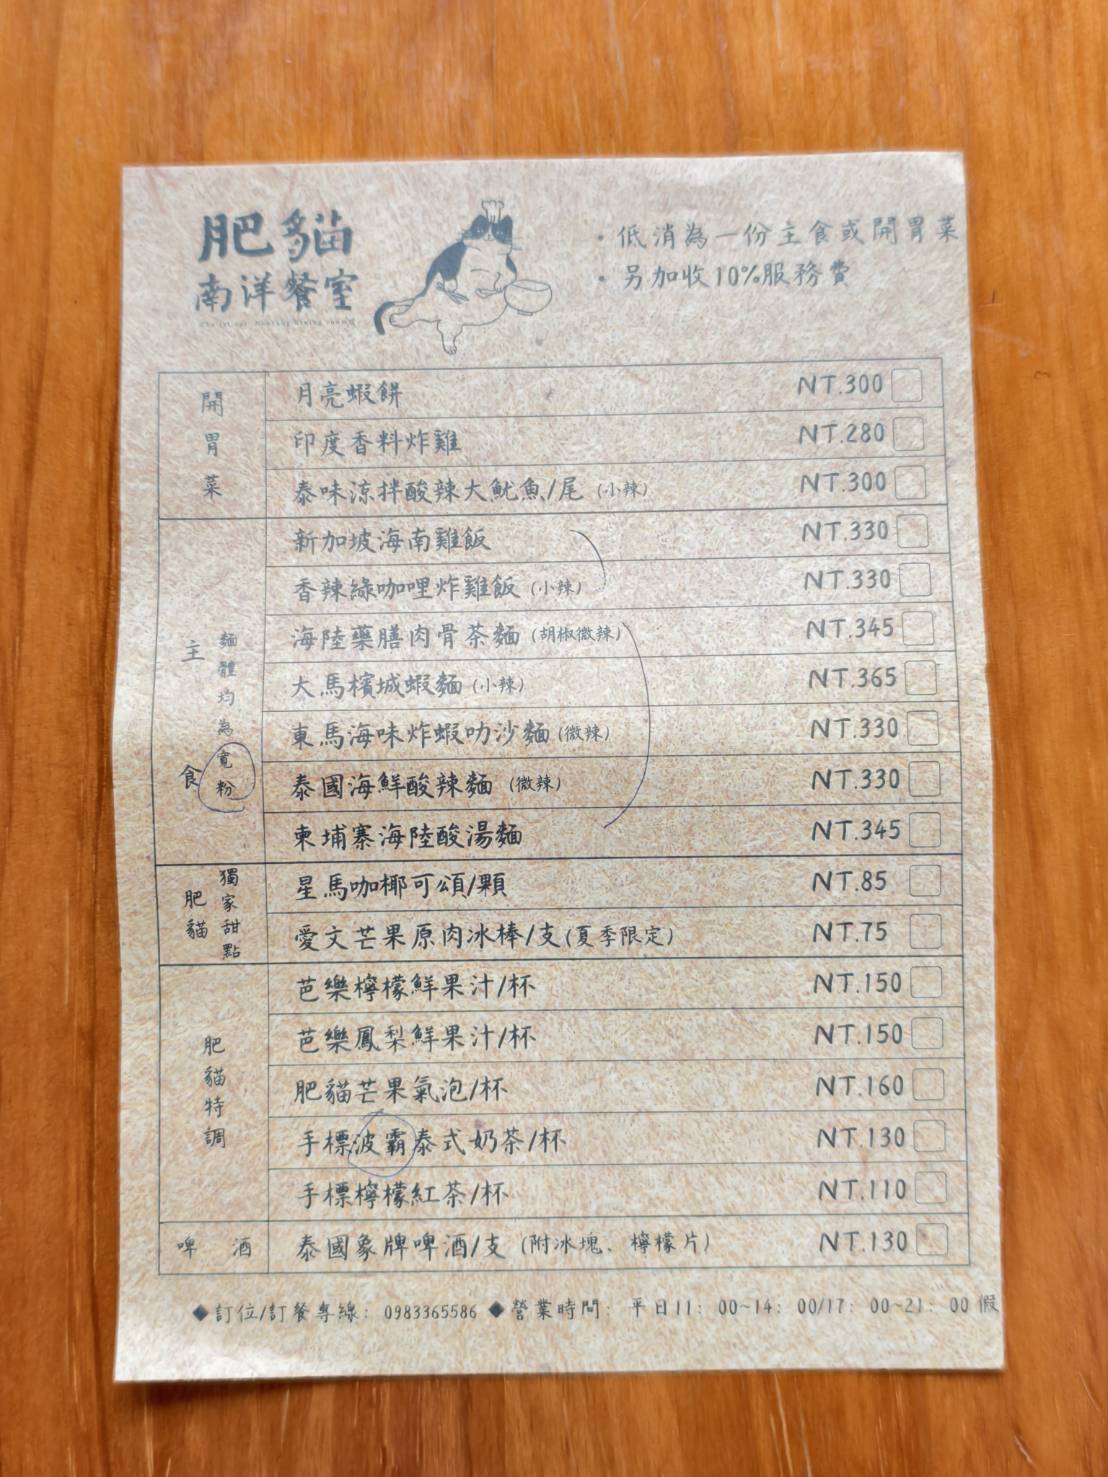 肥貓
南洋餐室
・低消為一份主食或開胃菜
・另加收10%服務費
開胃菜
月亮蝦餅 NT.300
印度香料炸雞 NT.280
泰味涼拌酸辣大魷魚/尾 (小辣) NT.300
主食
麵體均為寬粉
新加坡海南雞飯 NT.330
香辣綠咖哩炸雞飯 (小辣) NT.330
海陸藥膳肉骨茶麵 (胡椒微辣) NT.345
大馬檳城蝦麵 (小辣) NT.365
東馬海味炸蝦叻沙麵 (微辣) NT.330
泰國海鮮酸辣麵 (微辣) NT.330
柬埔寨海陸酸湯麵 NT.345
肥貓
獨家甜點
星馬咖椰可頌/顆 NT.85
愛文芒果原肉冰棒/支(夏季限定) NT.75
肥貓特調
芭樂檸檬鮮果汁/杯 NT.150
芭樂鳳梨鮮果汁/杯 NT.150
肥貓芒果氣泡/杯 NT.160
手標波霸泰式奶茶/杯 NT.130
手標檸檬紅茶/杯 NT.110
啤酒
泰國象牌啤酒/支 (附冰塊、檸檬片) NT.130
◆訂位/訂餐專線: 0983365586 ◆營業時間: 平日11: 00~14: 00/17: 00~21: 00 假